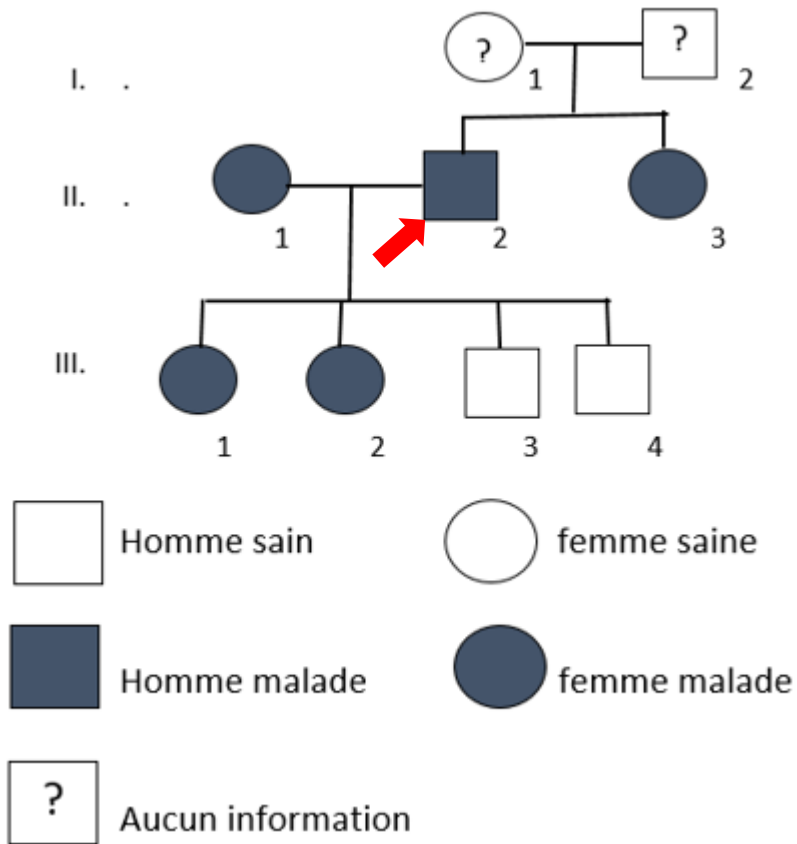 ? ?
I. . 1 2
II. .
1 2 3
III.
1 2 3 4
Homme sain femme saine
Homme malade femme malade
?
Aucun information